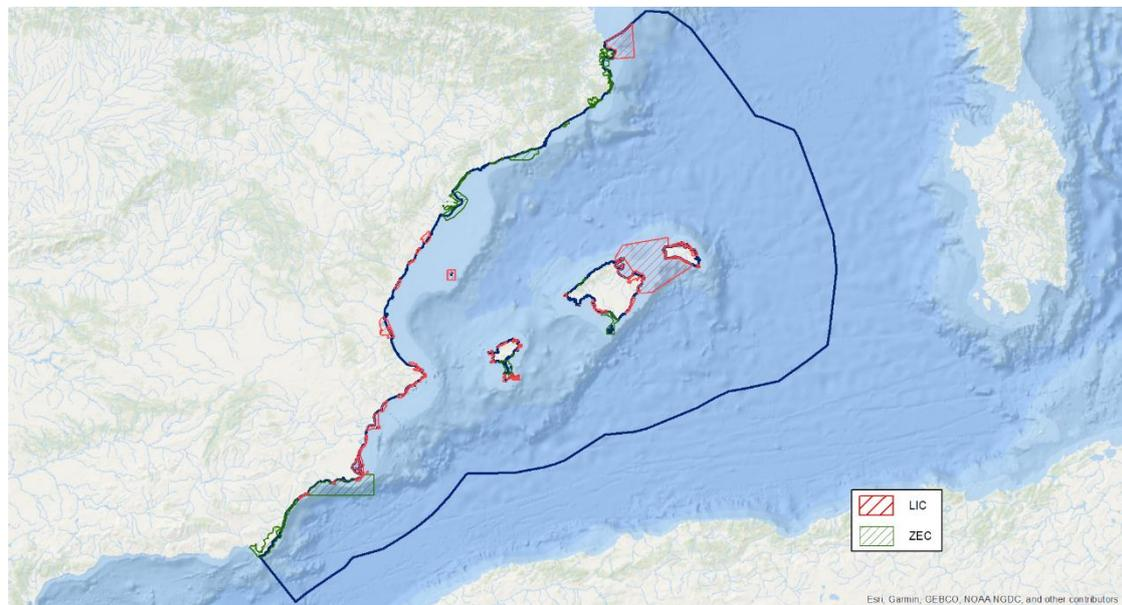 LIC
ZEC
Esri, Garmin, GEBCO, NOAA NGDC, and other contributors